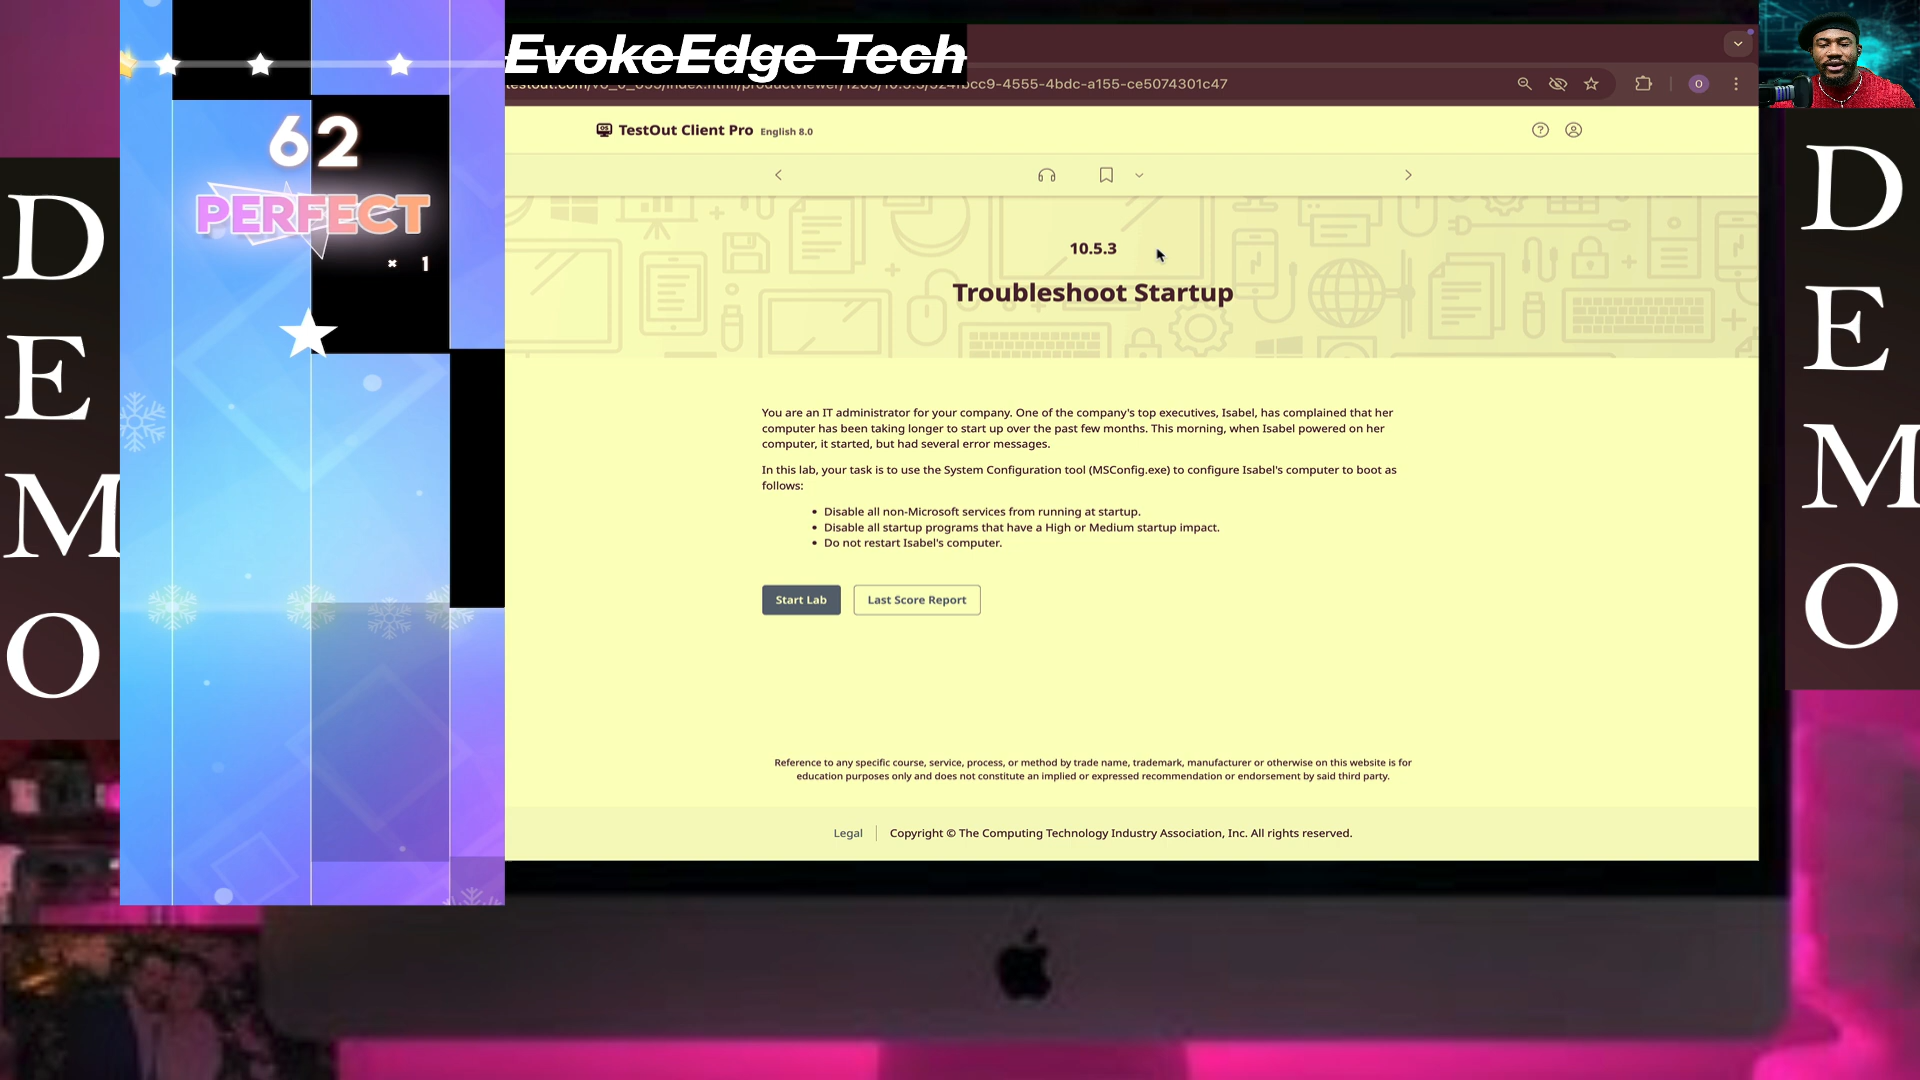 EvokeEdge Tech
bcc9-4555-4bdc-a155-ce5074301c47
TestOut Client Pro English 8.0
62
PERFECT
× 1
10.5.3
Troubleshoot Startup
You are an IT administrator for your company. One of the company's top executives, Isabel, has complained that her
computer has been taking longer to start up over the past few months. This morning, when Isabel powered on her
computer, it started, but had several error messages.
In this lab, your task is to use the System Configuration tool (MSConfig.exe) to configure Isabel's computer to boot as
follows:
• Disable all non-Microsoft services from running at startup.
• Disable all startup programs that have a High or Medium startup impact.
• Do not restart Isabel's computer.
Start Lab
Last Score Report
Reference to any specific course, service, process, or method by trade name, trademark, manufacturer or otherwise on this website is for
education purposes only and does not constitute an implied or expressed recommendation or endorsement by said third party.
Legal
Copyright © The Computing Technology Industry Association, Inc. All rights reserved.
O
DEMO
DEMO